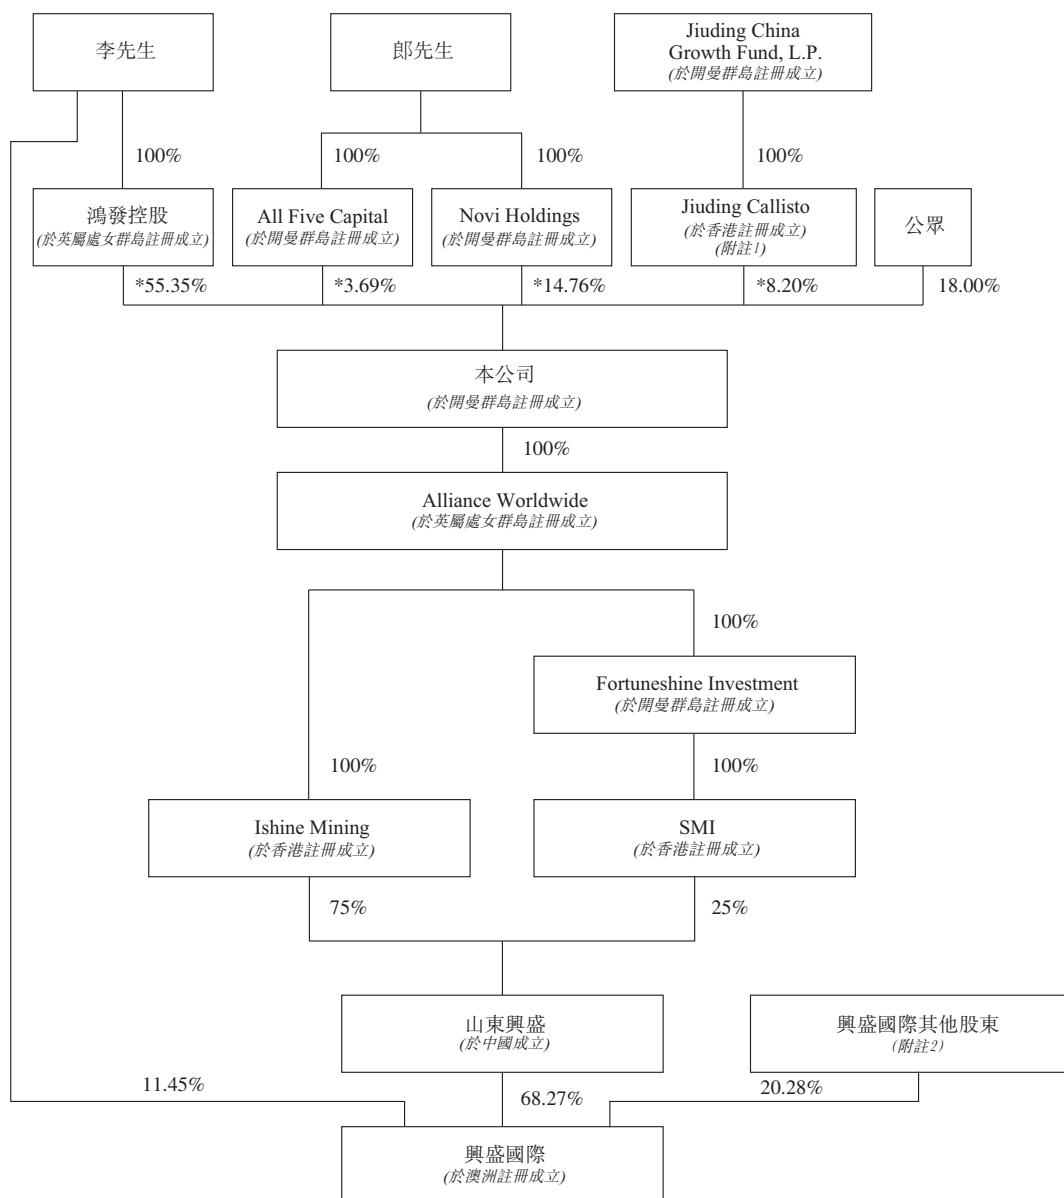 李先生
郎先生
Jiuding China
Growth Fund, L.P.
(於開曼群島註冊成立)
100%
100%
100%
100%
鴻發控股
(於英屬處女群島註冊成立)
All Five Capital
(於開曼群島註冊成立)
Novi Holdings
(於開曼群島註冊成立)
Jiuding Callisto
(於香港註冊成立)
(附註1)
公眾
*55.35%
*3.69%
*14.76%
*8.20%
18.00%
本公司
(於開曼群島註冊成立)
100%
Alliance Worldwide
(於英屬處女群島註冊成立)
100%
Fortuneshine Investment
(於開曼群島註冊成立)
100%
100%
Ishine Mining
(於香港註冊成立)
SMI
(於香港註冊成立)
75%
25%
山東興盛
(於中國成立)
興盛國際其他股東
(附註2)
11.45%
68.27%
20.28%
興盛國際
(於澳洲註冊成立)